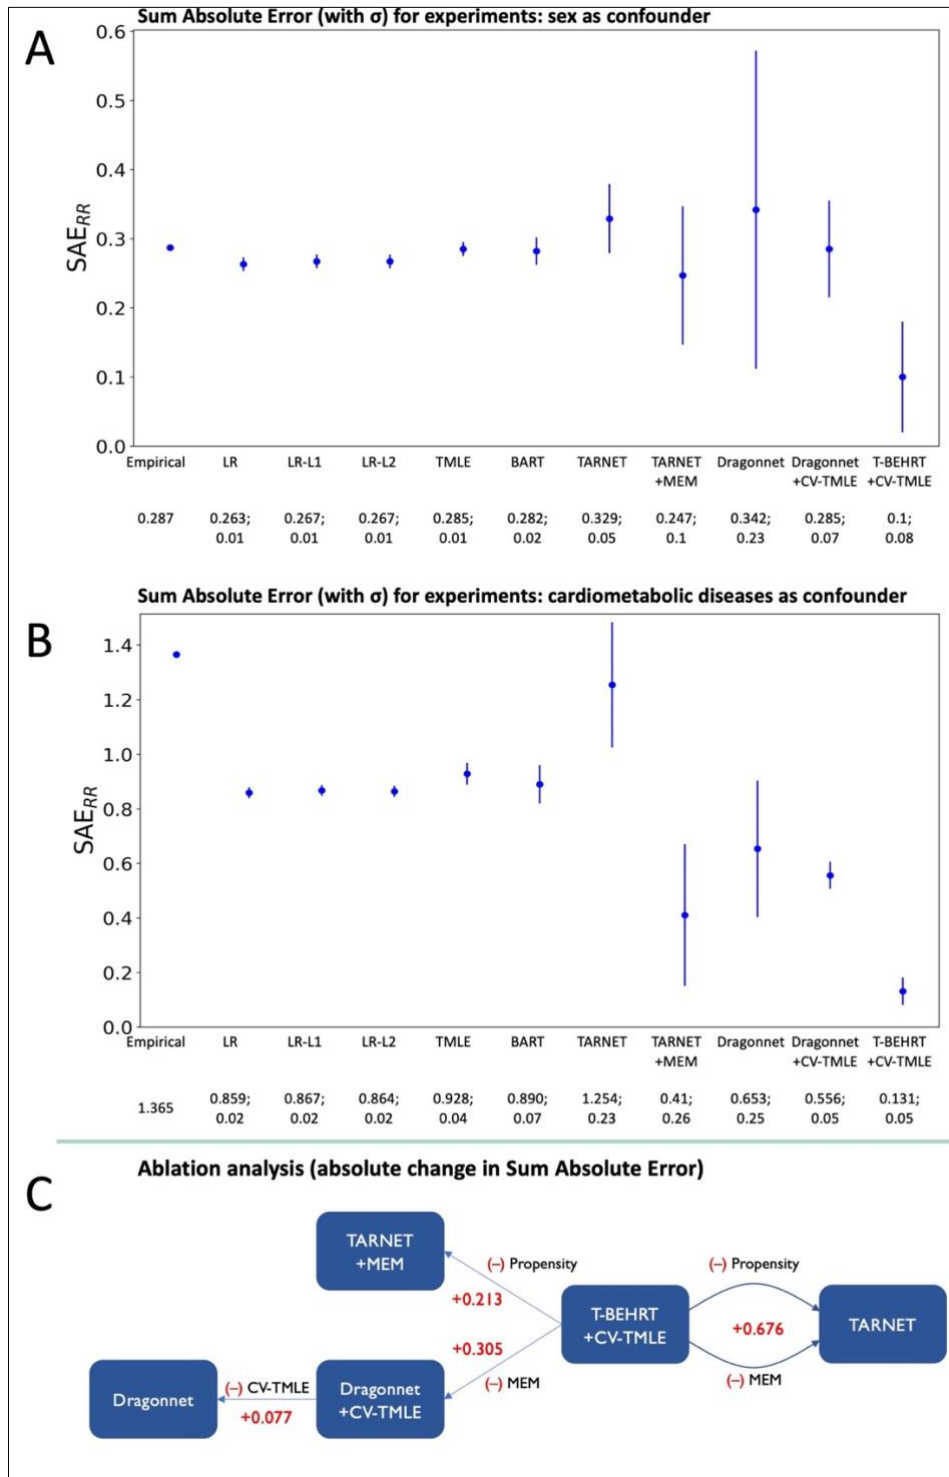 A
Sum Absolute Error (with σ) for experiments: sex as confounder
SAE_RR
0.6
0.5
0.4
0.3
0.2
0.1
0.0
Empirical LR LR-L1 LR-L2 TMLE BART TARNET TARNET Dragonnet Dragonnet T-BEHRT
+MEM +CV-TMLE +CV-TMLE
0.287 0.263; 0.267; 0.267; 0.285; 0.282; 0.329; 0.247; 0.342; 0.285; 0.1;
0.01 0.01 0.01 0.01 0.02 0.05 0.1 0.23 0.07 0.08
B
Sum Absolute Error (with σ) for experiments: cardiometabolic diseases as confounder
SAE_RR
1.4
1.2
1.0
0.8
0.6
0.4
0.2
0.0
Empirical LR LR-L1 LR-L2 TMLE BART TARNET TARNET Dragonnet Dragonnet T-BEHRT
+MEM +CV-TMLE +CV-TMLE
1.365 0.859; 0.867; 0.864; 0.928; 0.890; 1.254; 0.41; 0.653; 0.556; 0.131;
0.02 0.02 0.02 0.04 0.07 0.23 0.26 0.25 0.05 0.05
C
Ablation analysis (absolute change in Sum Absolute Error)
TARNET
+MEM
(–) Propensity
+0.213
(–) Propensity
T-BEHRT
+CV-TMLE
+0.676
TARNET
+0.305
(–) MEM
(–) MEM
Dragonnet
(–) CV-TMLE
+0.077
Dragonnet
+CV-TMLE